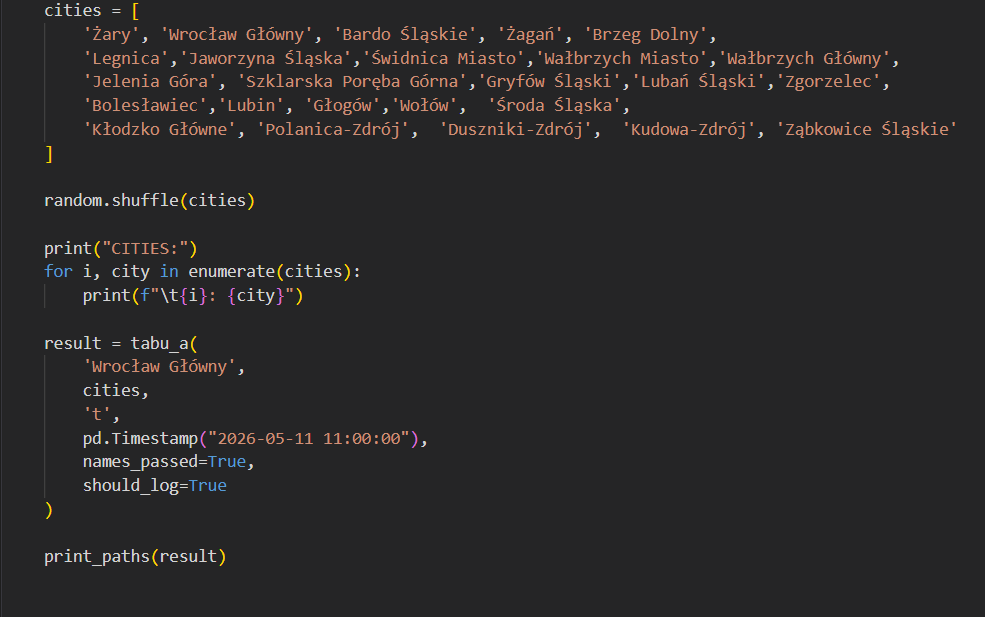 cities = [
    'Żary', 'Wrocław Główny', 'Bardo Śląskie', 'Żagań', 'Brzeg Dolny',
    'Legnica','Jaworzyna Śląska','Świdnica Miasto','Wałbrzych Miasto','Wałbrzych Główny',
    'Jelenia Góra', 'Szklarska Poręba Górna','Gryfów Śląski','Lubań Śląski','Zgorzelec',
    'Bolesławiec','Lubin', 'Głogów','Wołów',  'Środa Śląska',
    'Kłodzko Główne', 'Polanica-Zdrój',  'Duszniki-Zdrój',  'Kudowa-Zdrój', 'Ząbkowice Śląskie'
]
random.shuffle(cities)
print("CITIES:")
for i, city in enumerate(cities):
    print(f"\t{i}: {city}")
result = tabu_a(
    'Wrocław Główny',
    cities,
    't',
    pd.Timestamp("2026-05-11 11:00:00"),
    names_passed=True,
    should_log=True
)
print_paths(result)